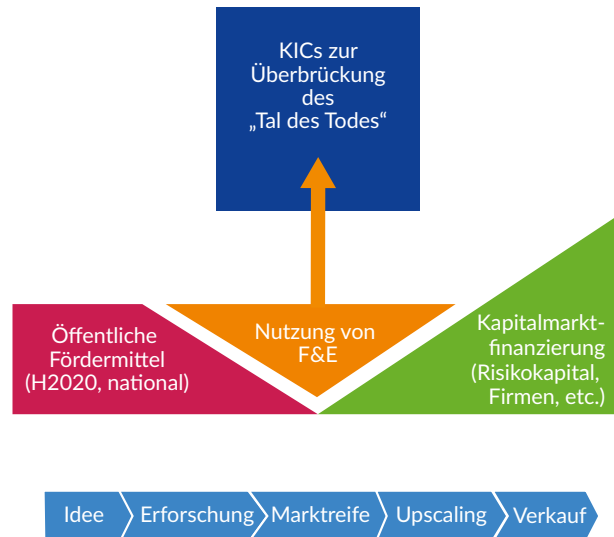 KICs zur
Überbrückung
des
„Tal des Todes“
Öffentliche
Fördermittel
(H2020, national)
Nutzung von
F&E
Kapitalmarkt-
finanzierung
(Risikokapital,
Firmen, etc.)
Idee
Erforschung
Marktreife
Upscaling
Verkauf